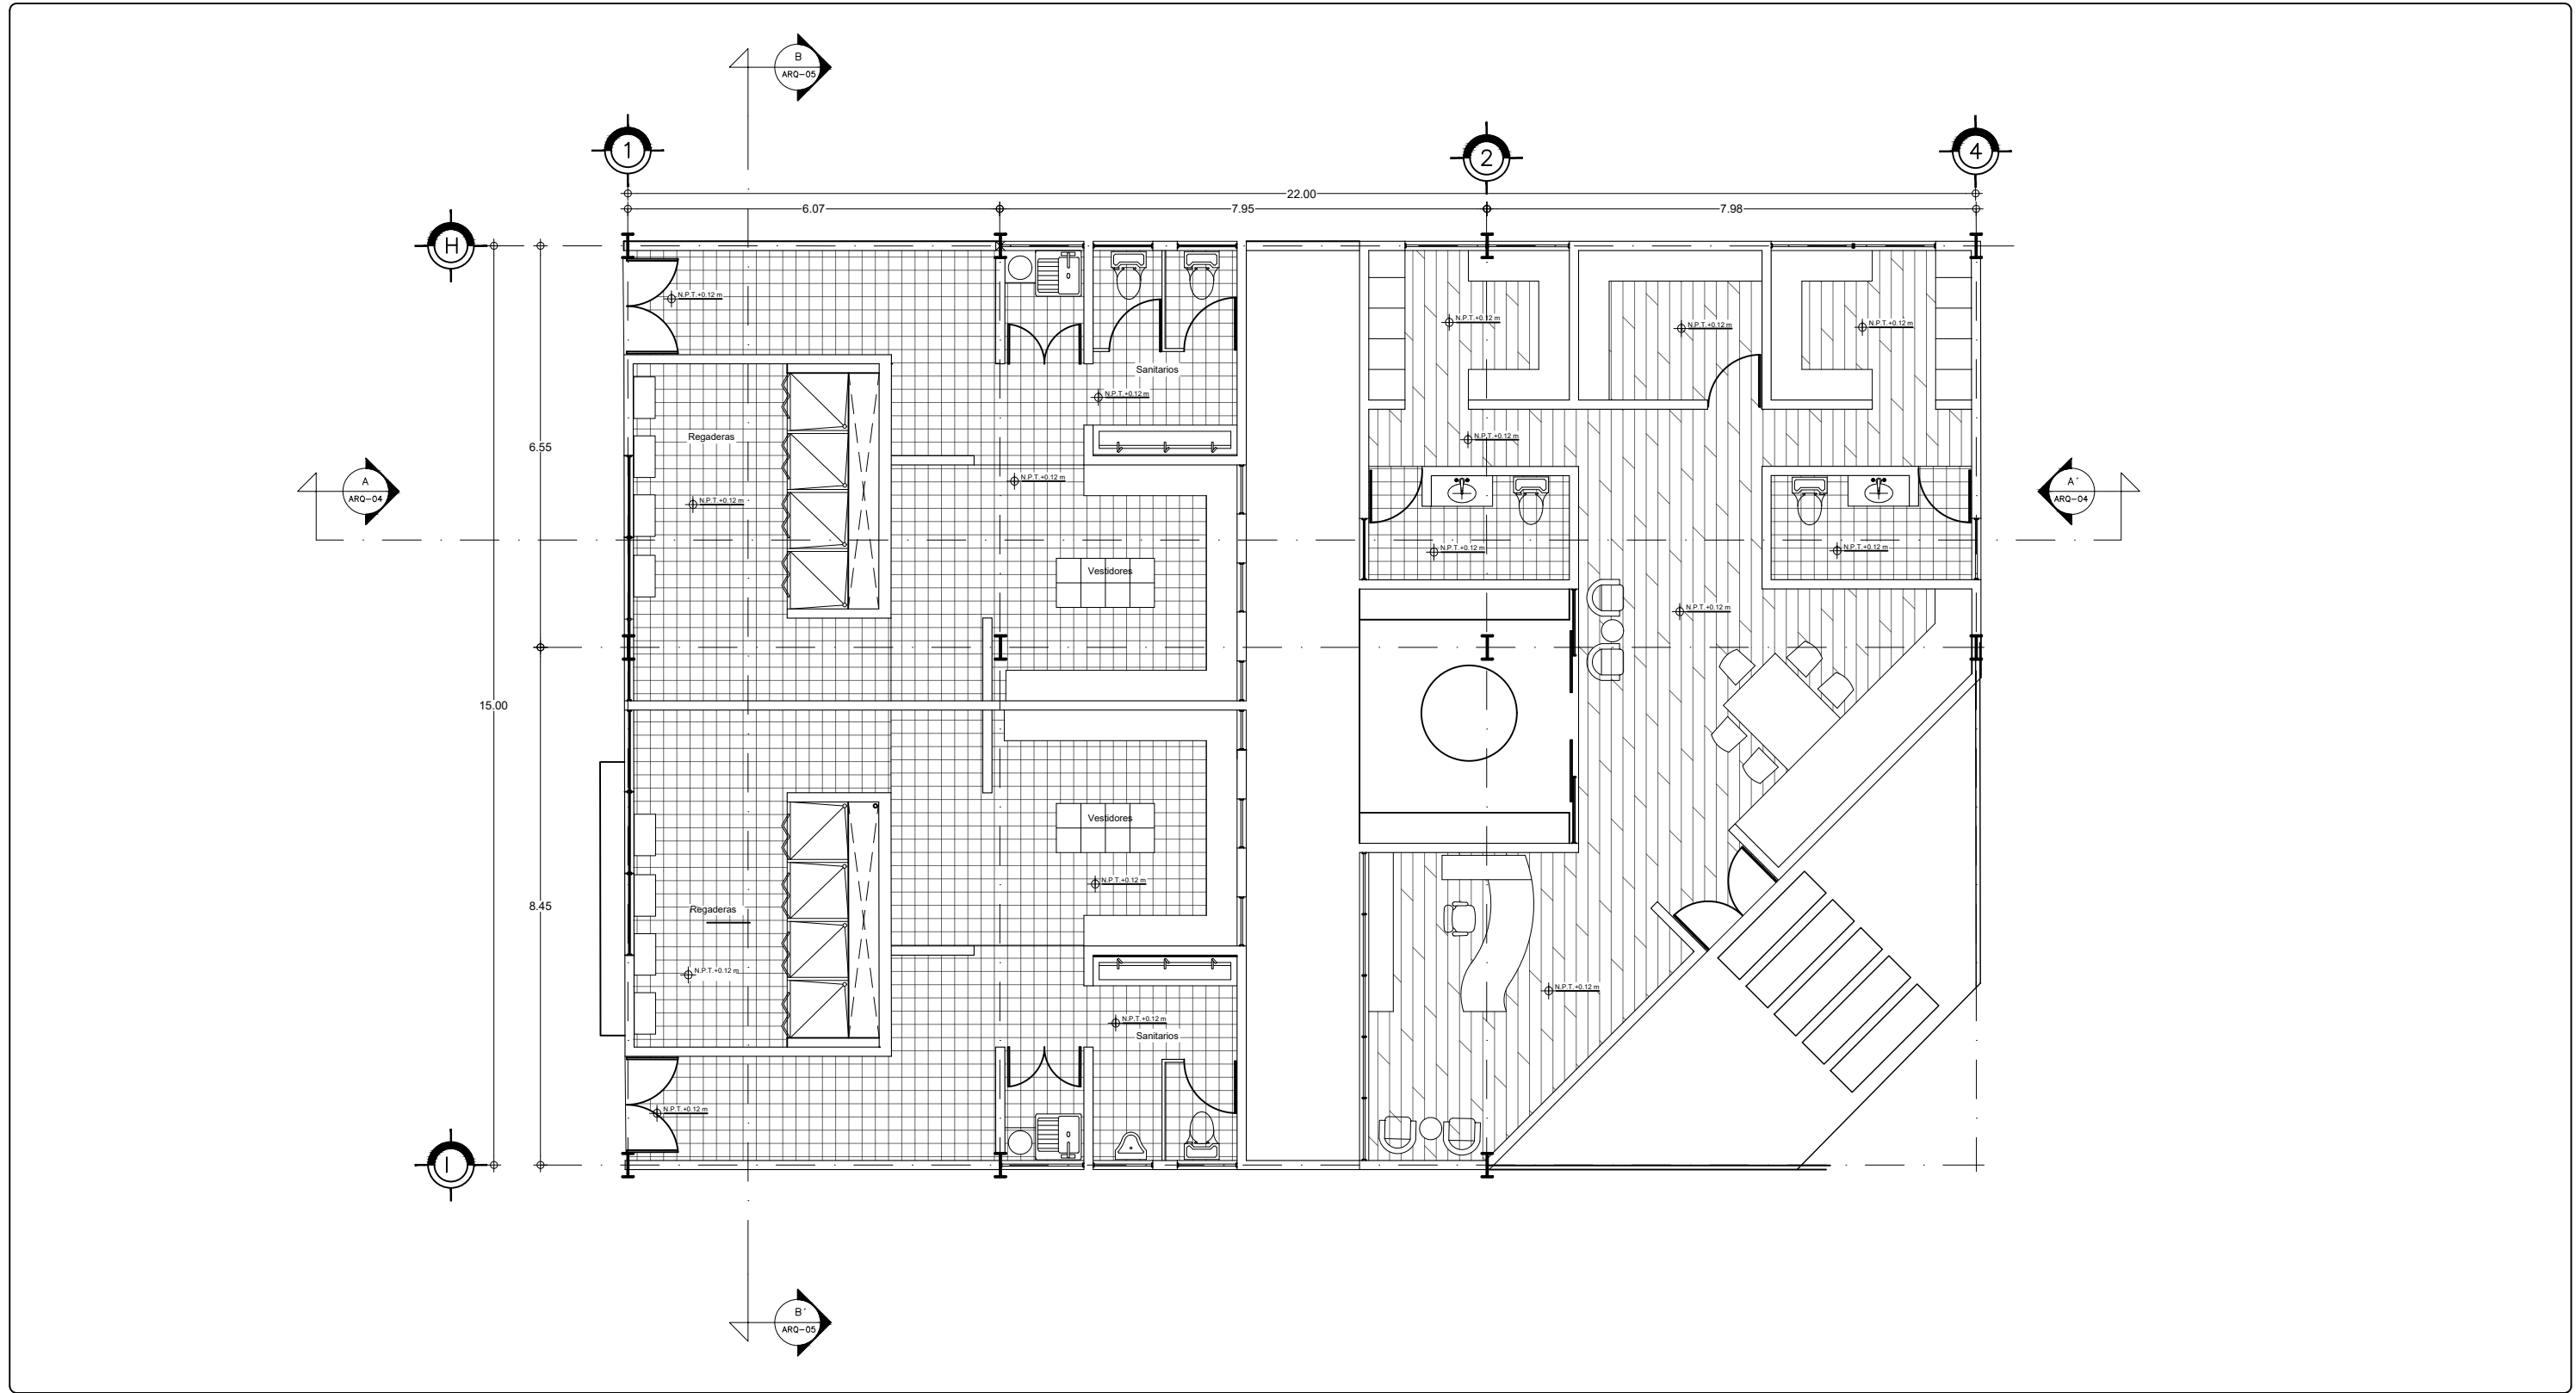 B
ARQ-05
1
2
4
22.00
6.07
7.95
7.98
H
N.P.T.+0.12 m
N.P.T.+0.12 m
N.P.T.+0.12 m
N.P.T.+0.12 m
Sanitarios
N.P.T.+0.12 m
Regaderas
N.P.T.+0.12 m
6.55
A
ARQ-04
N.P.T.+0.12 m
N.P.T.+0.12 m
A´
ARQ-04
N.P.T.+0.12 m
N.P.T.+0.12 m
Vestidores
N.P.T.+0.12 m
15.00
Vestidores
N.P.T.+0.12 m
8.45
Regaderas
N.P.T.+0.12 m
N.P.T.+0.12 m
N.P.T.+0.12 m
Sanitarios
N.P.T.+0.12 m
I
B´
ARQ-05